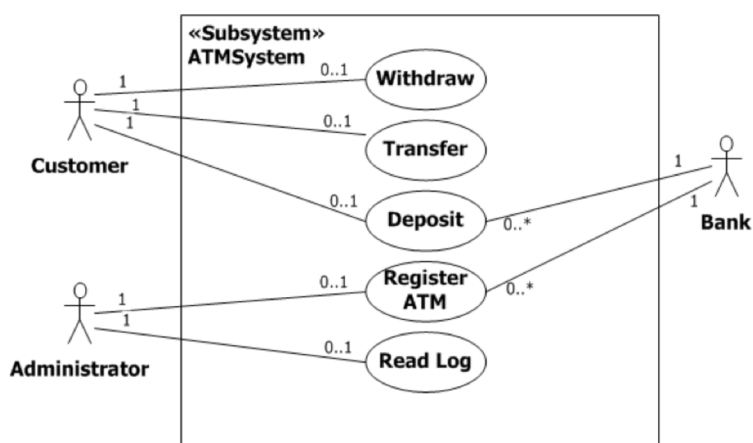 «Subsystem»
ATMSystem
1
0..1
Withdraw
1
0..1
Transfer
1
Customer
0..1
Deposit
0..*
1
1
Bank
1
0..1
Register
ATM
0..*
1
0..1
Read Log
Administrator